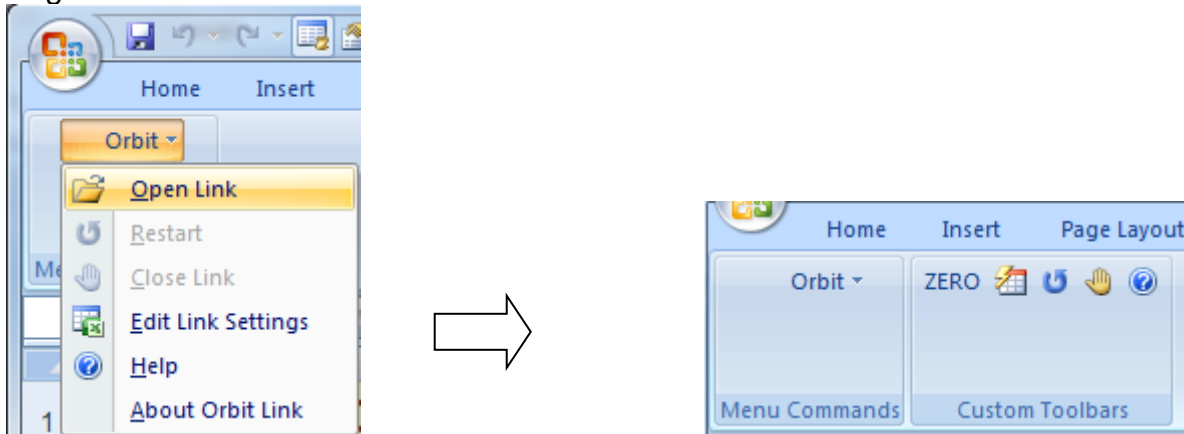 Home Insert
Orbit
Open Link
Restart
Close Link
Edit Link Settings
Help
About Orbit Link
1
Home Insert Page Layout
Orbit ZERO
Menu Commands Custom Toolbars